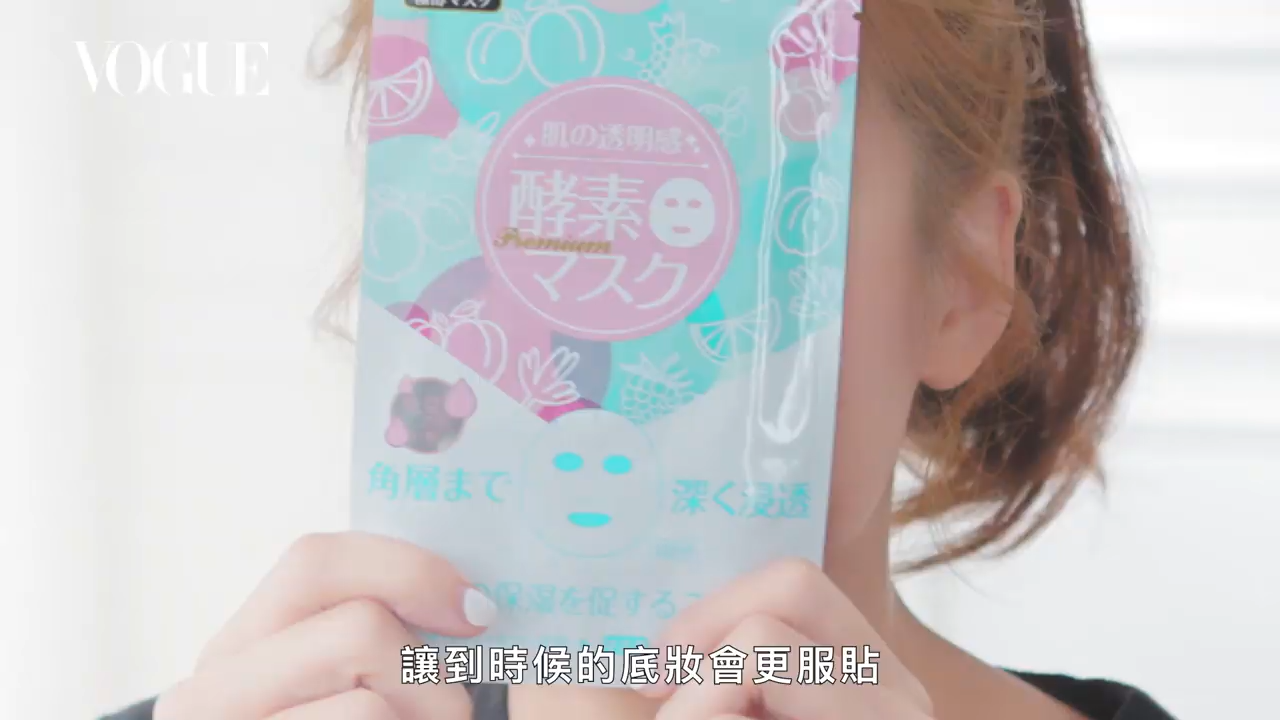 VOGUE
肌の透明感
酵素
Premium
マスク
角層まで
深く浸透
保湿を促する
讓到時候的底妝會更服貼